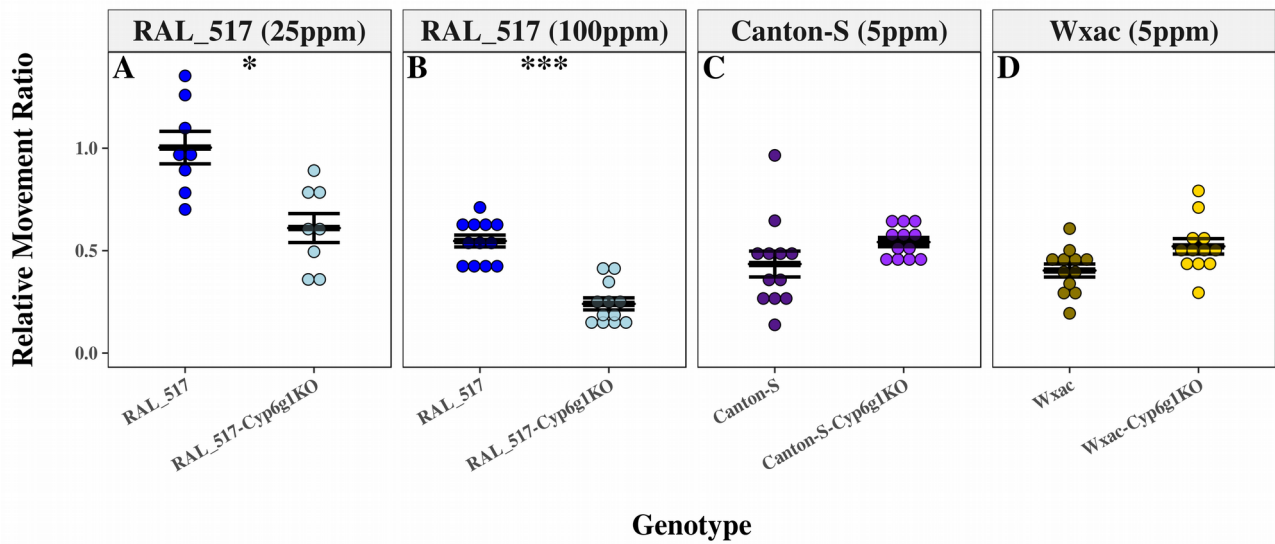 RAL_517 (25ppm)
RAL_517 (100ppm)
Canton-S (5ppm)
Wxac (5ppm)
A
*
B
***
C
D
Relative Movement Ratio
1.0
0.5
0.0
RAL_517
RAL_517-Cyp6g1KO
RAL_517
RAL_517-Cyp6g1KO
Canton-S
Canton-S-Cyp6g1KO
Wxac
Wxac-Cyp6g1KO
Genotype